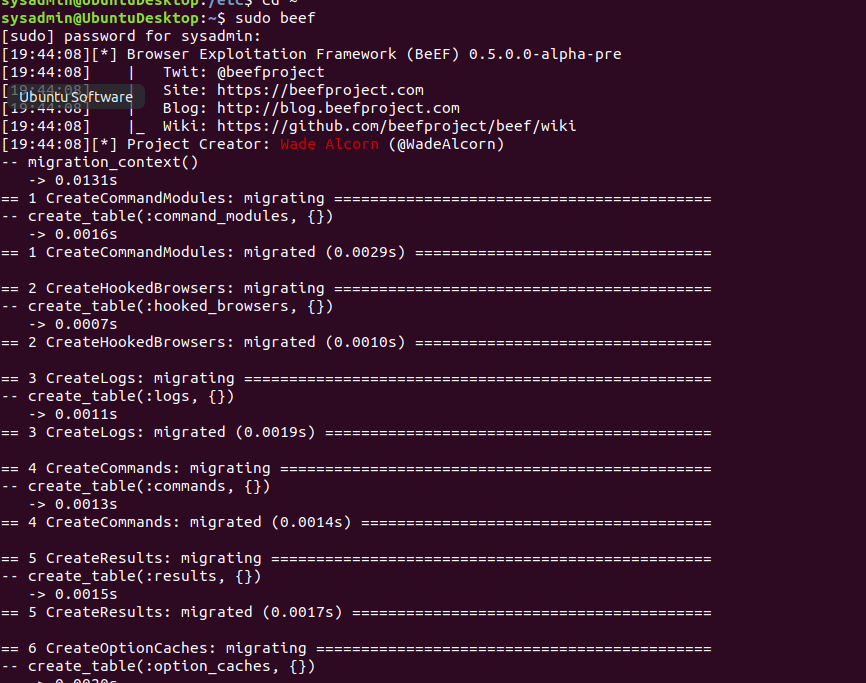 sysadmin@UbuntuDesktop:/etc$ cd ~
sysadmin@UbuntuDesktop:~$ sudo beef
[sudo] password for sysadmin:
[19:44:08][*] Browser Exploitation Framework (BeEF) 0.5.0.0-alpha-pre
[19:44:08]    |   Twit: @beefproject
[19:44:08]    |   Site: https://beefproject.com
Ubuntu Software
[19:44:08]    |   Blog: http://blog.beefproject.com
[19:44:08]    |_  Wiki: https://github.com/beefproject/beef/wiki
[19:44:08][*] Project Creator: Wade Alcorn (@WadeAlcorn)
-- migration_context()
   -> 0.0131s
== 1 CreateCommandModules: migrating ==========================================
-- create_table(:command_modules, {})
   -> 0.0016s
== 1 CreateCommandModules: migrated (0.0029s) =================================
== 2 CreateHookedBrowsers: migrating ==========================================
-- create_table(:hooked_browsers, {})
   -> 0.0007s
== 2 CreateHookedBrowsers: migrated (0.0010s) =================================
== 3 CreateLogs: migrating ====================================================
-- create_table(:logs, {})
   -> 0.0011s
== 3 CreateLogs: migrated (0.0019s) ===========================================
== 4 CreateCommands: migrating ================================================
-- create_table(:commands, {})
   -> 0.0013s
== 4 CreateCommands: migrated (0.0014s) =======================================
== 5 CreateResults: migrating =================================================
-- create_table(:results, {})
   -> 0.0015s
== 5 CreateResults: migrated (0.0017s) ========================================
== 6 CreateOptionCaches: migrating ============================================
-- create_table(:option_caches, {})